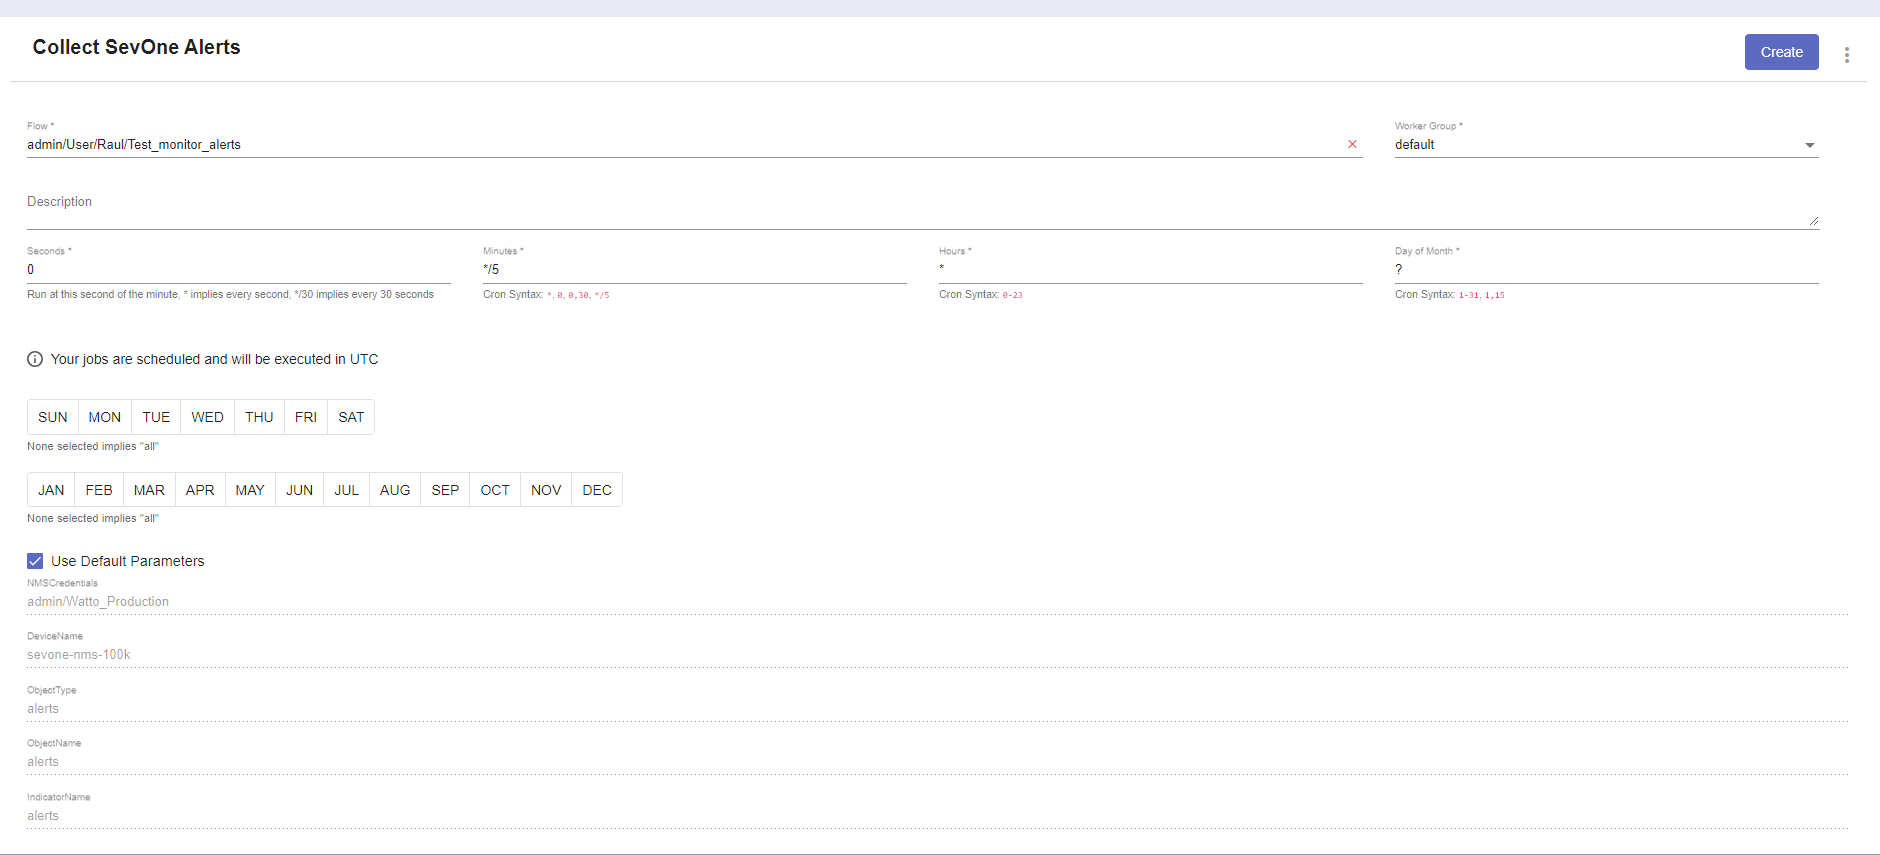 Collect SevOne Alerts
Create
Flow *
admin/User/Raul/Test_monitor_alerts
Worker Group *
default
Description
Seconds *
0
Run at this second of the minute, * implies every second, */30 implies every 30 seconds
Minutes *
*/5
Cron Syntax: *, 0, 0,30, */5
Hours *
*
Cron Syntax: 0-23
Day of Month *
?
Cron Syntax: 1-31, 1,15
Your jobs are scheduled and will be executed in UTC
SUN MON TUE WED THU FRI SAT
None selected implies "all"
JAN FEB MAR APR MAY JUN JUL AUG SEP OCT NOV DEC
None selected implies "all"
Use Default Parameters
NMSCredentials
admin/Watto_Production
DeviceName
sevone-nms-100k
ObjectType
alerts
ObjectName
alerts
IndicatorName
alerts